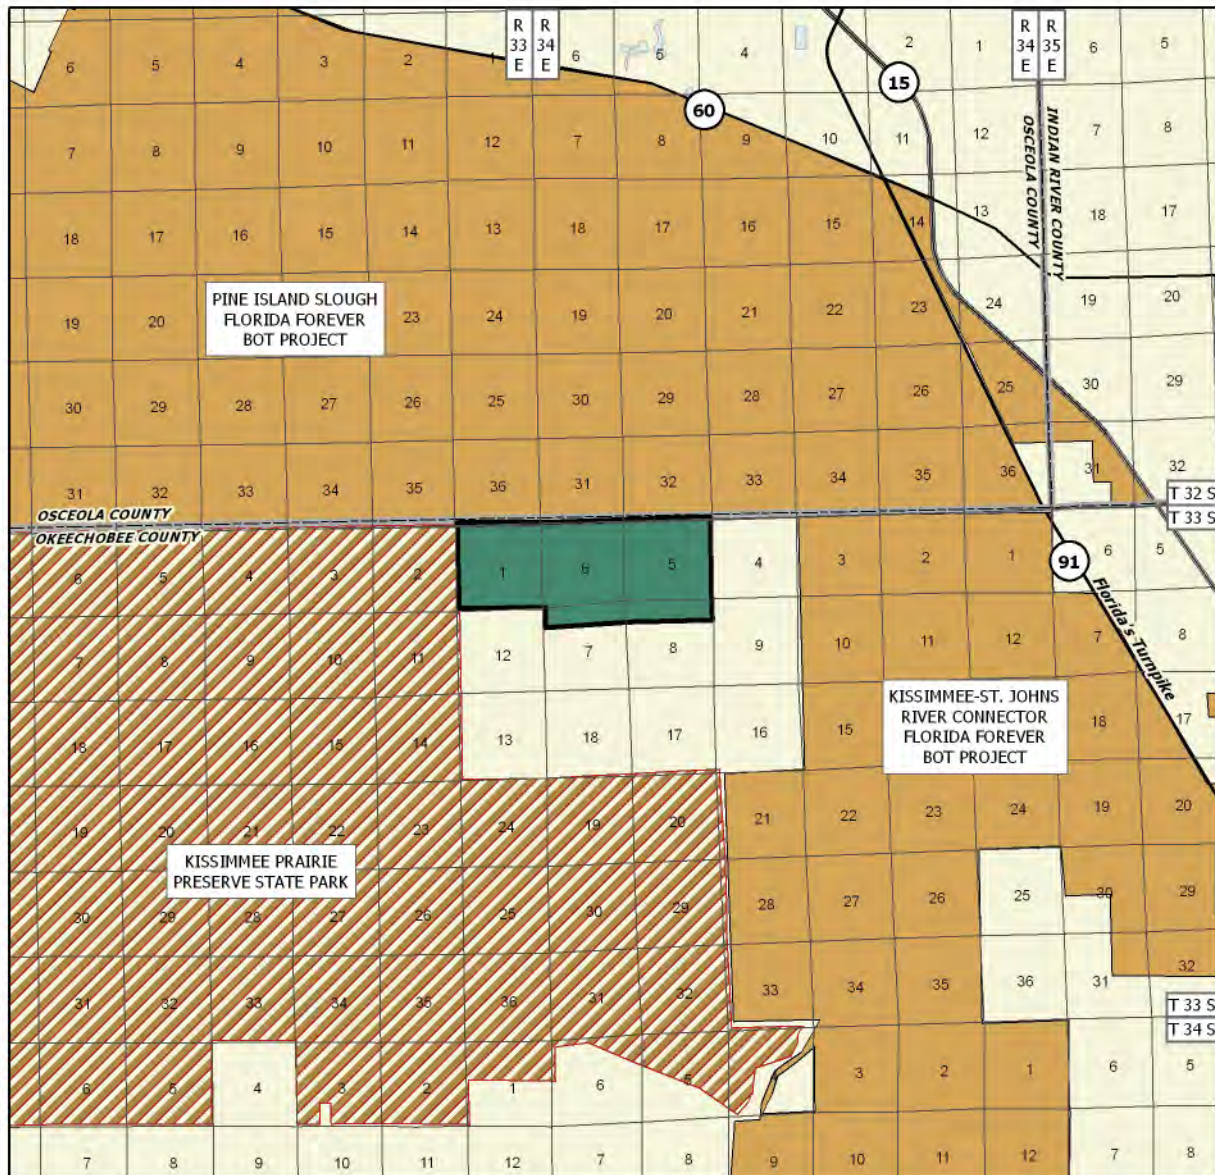 R R
33 34
E E
R R
34 35
E E
6 5 4 3 2 1 6 5 4 2 1 6 5
15
60
7 8 9 10 11 12 7 8 9 10 11 12 7 8
INDIAN RIVER COUNTY
OSCEOLA COUNTY
18 17 16 15 14 13 18 17 16 15 14 13 18 17
PINE ISLAND SLOUGH
FLORIDA FOREVER
BOT PROJECT
19 20 23 24 19 20 21 22 23 24 19 20
30 29 28 27 26 25 30 29 28 27 26 25 30 29
31 32 33 34 35 36 31 32 33 34 35 36 31 32
T 32 S
T 33 S
OSCEOLA COUNTY
OKEECHOBEE COUNTY
6 5 4 3 2 1 6 5 4 3 2 1 6 5
91
Florida's Turnpike
7 8 9 10 11 12 7 8 9 10 11 12 7 8
KISSIMMEE-ST. JOHNS
RIVER CONNECTOR
FLORIDA FOREVER
BOT PROJECT
18 17 16 15 14 13 18 17 16 15 18 17
19 20 21 22 23 24 19 20 21 22 23 24 19 20
KISSIMMEE PRAIRIE
PRESERVE STATE PARK
30 29 28 27 26 25 30 29 28 27 26 25 30 29
31 32 33 34 35 36 31 32 33 34 35 36 31 32
T 33 S
T 34 S
6 5 4 3 2 1 6 5 3 2 1 6 5
7 8 9 10 11 12 7 8 9 10 11 12 7 8